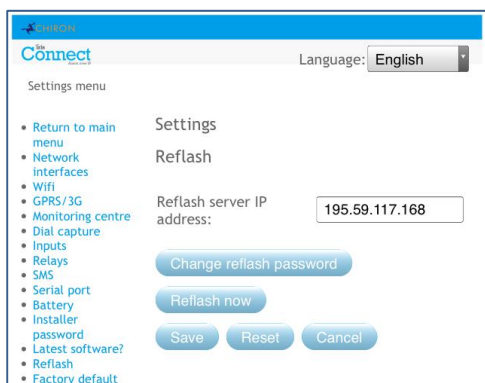 CHIRON
Iris
Connect
Language: English
Settings menu
Return to main
menu
Network
interfaces
Wifi
GPRS/3G
Monitoring centre
Dial capture
Inputs
Relays
SMS
Serial port
Battery
Installer
password
Latest software?
Reflash
Factory default
Settings
Reflash
Reflash server IP
address:
195.59.117.168
Change reflash password
Reflash now
Save Reset Cancel